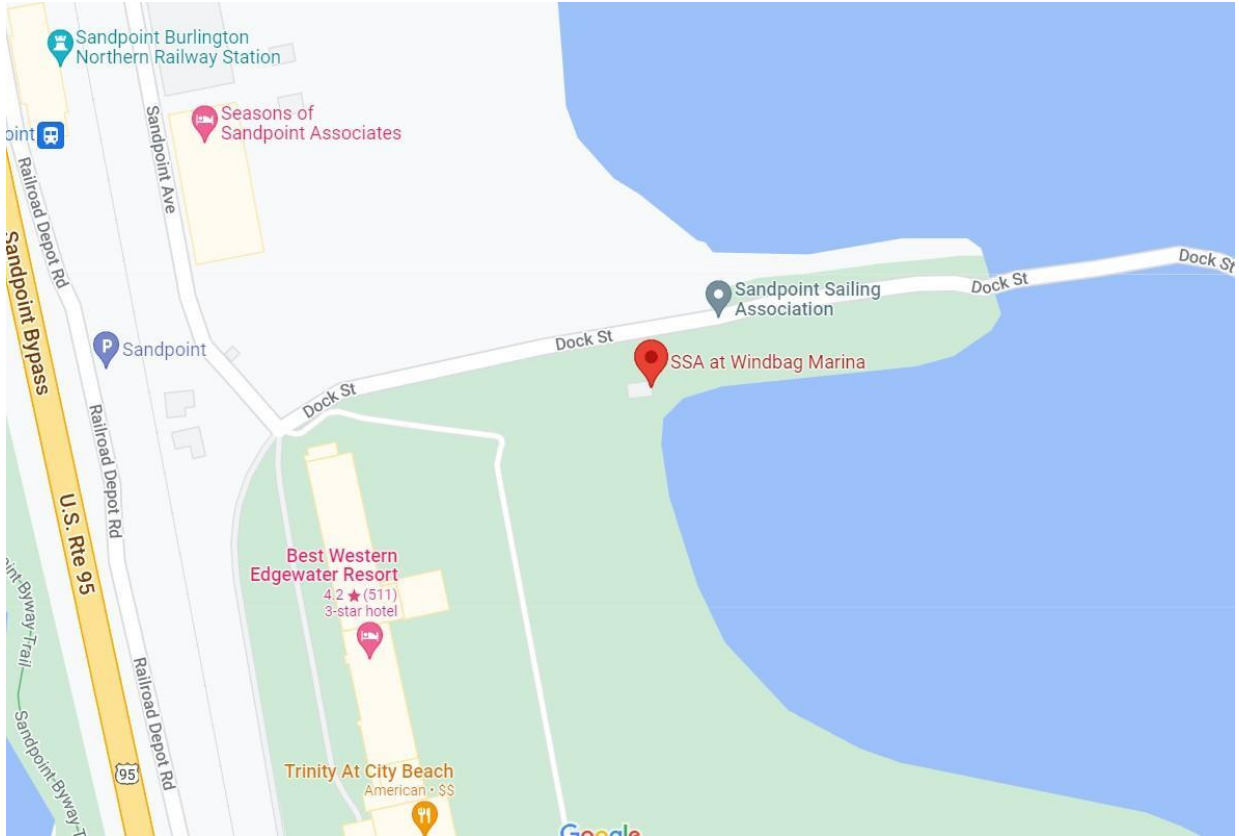 Sandpoint Burlington
Northern Railway Station
Seasons of
Sandpoint Associates
oint
Railroad Depot Rd
Sandpoint Ave
Sandpoint Bypass
P Sandpoint
Railroad Depot Rd
U.S. Rte 95
Dock St
Dock St
Dock St
Dock St
Sandpoint Sailing
Association
SSA at Windbag Marina
Best Western
Edgewater Resort
4.2 ★ (511)
3-star hotel
oint-Byway-Trail
Sandpoint-Byway-T
Railroad Depot Rd
95
Trinity At City Beach
American · $$
Google